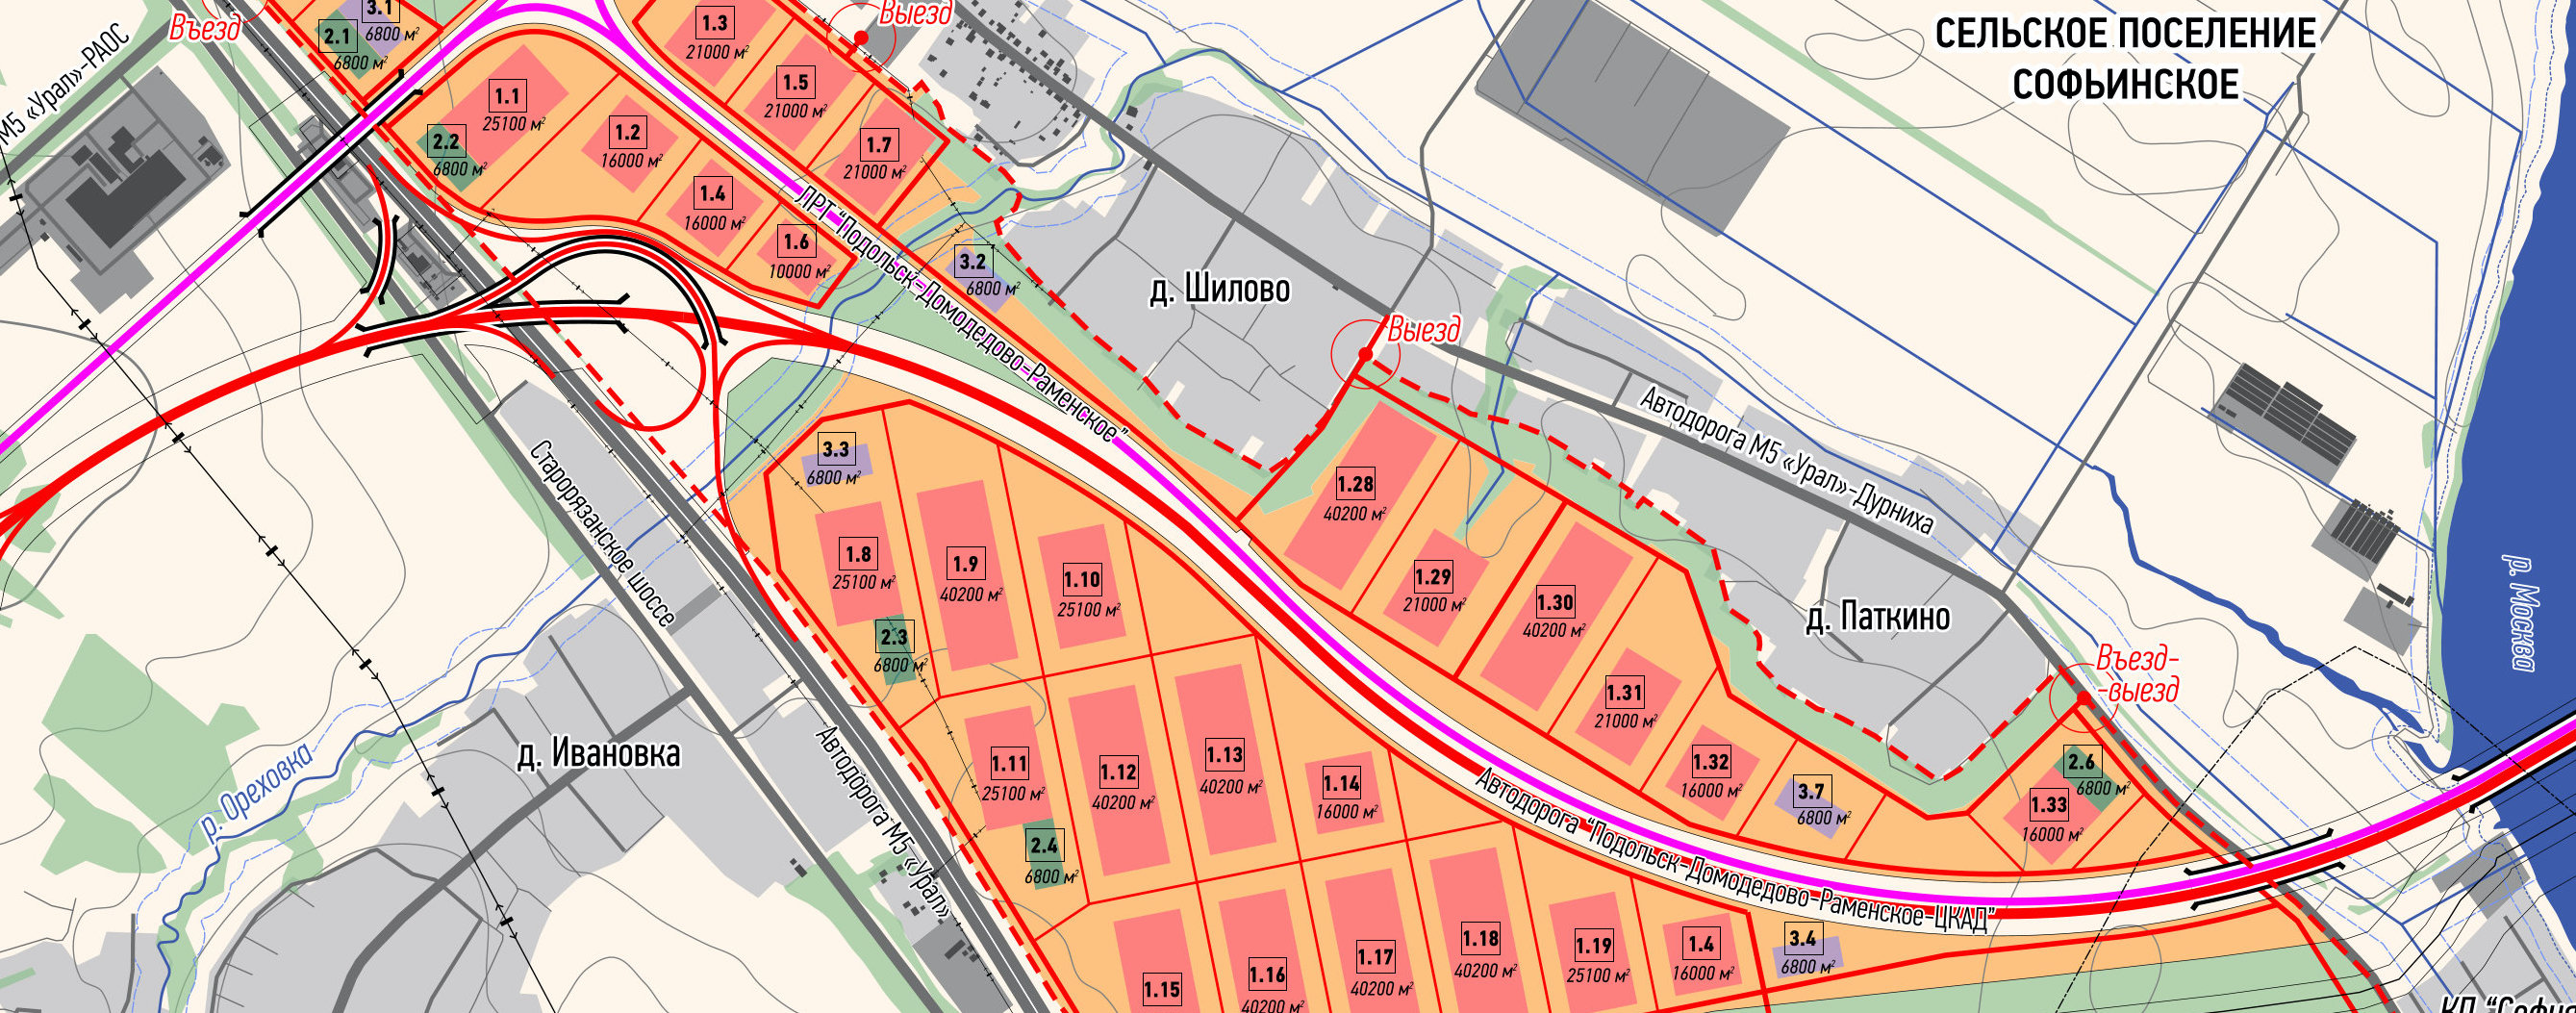 3.1
6800 м²
2.1
6800 м²
Въезд
М5 «Урал»-РАОС
1.3
21000 м²
Выезд
СЕЛЬСКОЕ ПОСЕЛЕНИЕ
СОФЬИНСКОЕ
1.1
25100 м²
1.5
21000 м²
1.2
16000 м²
2.2
6800 м²
1.7
21000 м²
1.4
16000 м²
1.6
10000 м²
ЛРТ “Подольск-Домодедово-Раменское”
3.2
6800 м²
д. Шилово
Выезд
Автодорога М5 «Урал»-Дурниха
3.3
6800 м²
Старорязанское шоссе
1.28
40200 м²
1.8
25100 м²
1.9
40200 м²
1.10
25100 м²
1.29
21000 м²
1.30
40200 м²
д. Паткино
р. Москва
2.3
6800 м²
1.31
21000 м²
Въезд-
-выезд
д. Ивановка
р. Ореховка
Автодорога М5 «Урал»
1.11
25100 м²
1.12
40200 м²
1.13
40200 м²
1.14
16000 м²
1.32
16000 м²
3.7
6800 м²
2.6
6800 м²
1.33
16000 м²
Автодорога “Подольск-Домодедово-Раменское-ЦКАД”
2.4
6800 м²
1.15
1.16
40200 м²
1.17
40200 м²
1.18
40200 м²
1.19
25100 м²
1.4
16000 м²
3.4
6800 м²